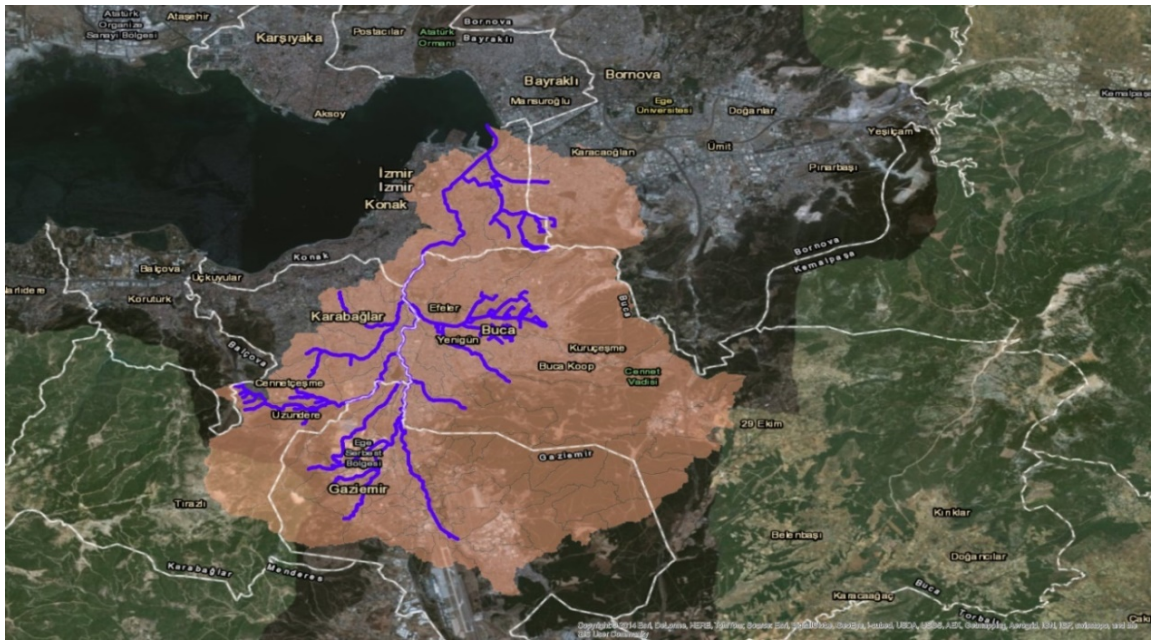 Atatürk
Organize
Sanayi Bölgesi
Ataşehir
Karşıyaka
Postacılar
Atatürk
Ormanı
Bornova
Bayraklı
Bayraklı
Bornova
Mansuroğlu
Aksoy
Ege
Üniversitesi
Doğanlar
Kemalpaşa
Yeşilçam
Ümit
Karacaoğlan
Pınarbaşı
İzmir
İzmir
Konak
Bornova
Kemalpaşa
Konak
Balçova
Üçkuyular
Narlıdere
Korutürk
Buca
Karabağlar
Efeler
Buca
Yenigün
Kuruçeşme
Balçova
Buca Koop
Cennet
Vadisi
Cennetçeşme
Uzundere
29 Ekim
Ege
Serbest
Bölgesi
Gaziemir
Gaziemir
Tırazlı
Kırıklar
Belenbaşı
Doğancılar
Karabağlar
Menderes
Karacaağaç
Buca
Torbalı